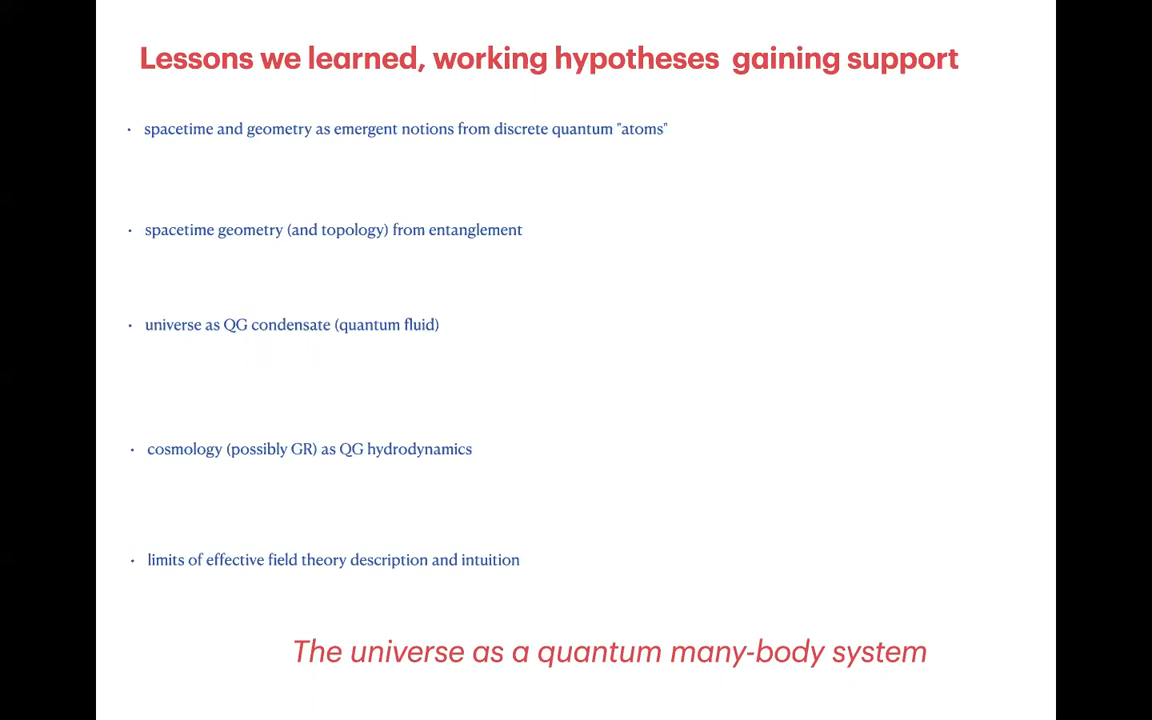 Lessons we learned, working hypotheses gaining support
· spacetime and geometry as emergent notions from discrete quantum "atoms"
· spacetime geometry (and topology) from entanglement
· universe as QG condensate (quantum fluid)
· cosmology (possibly GR) as QG hydrodynamics
· limits of effective field theory description and intuition
The universe as a quantum many-body system